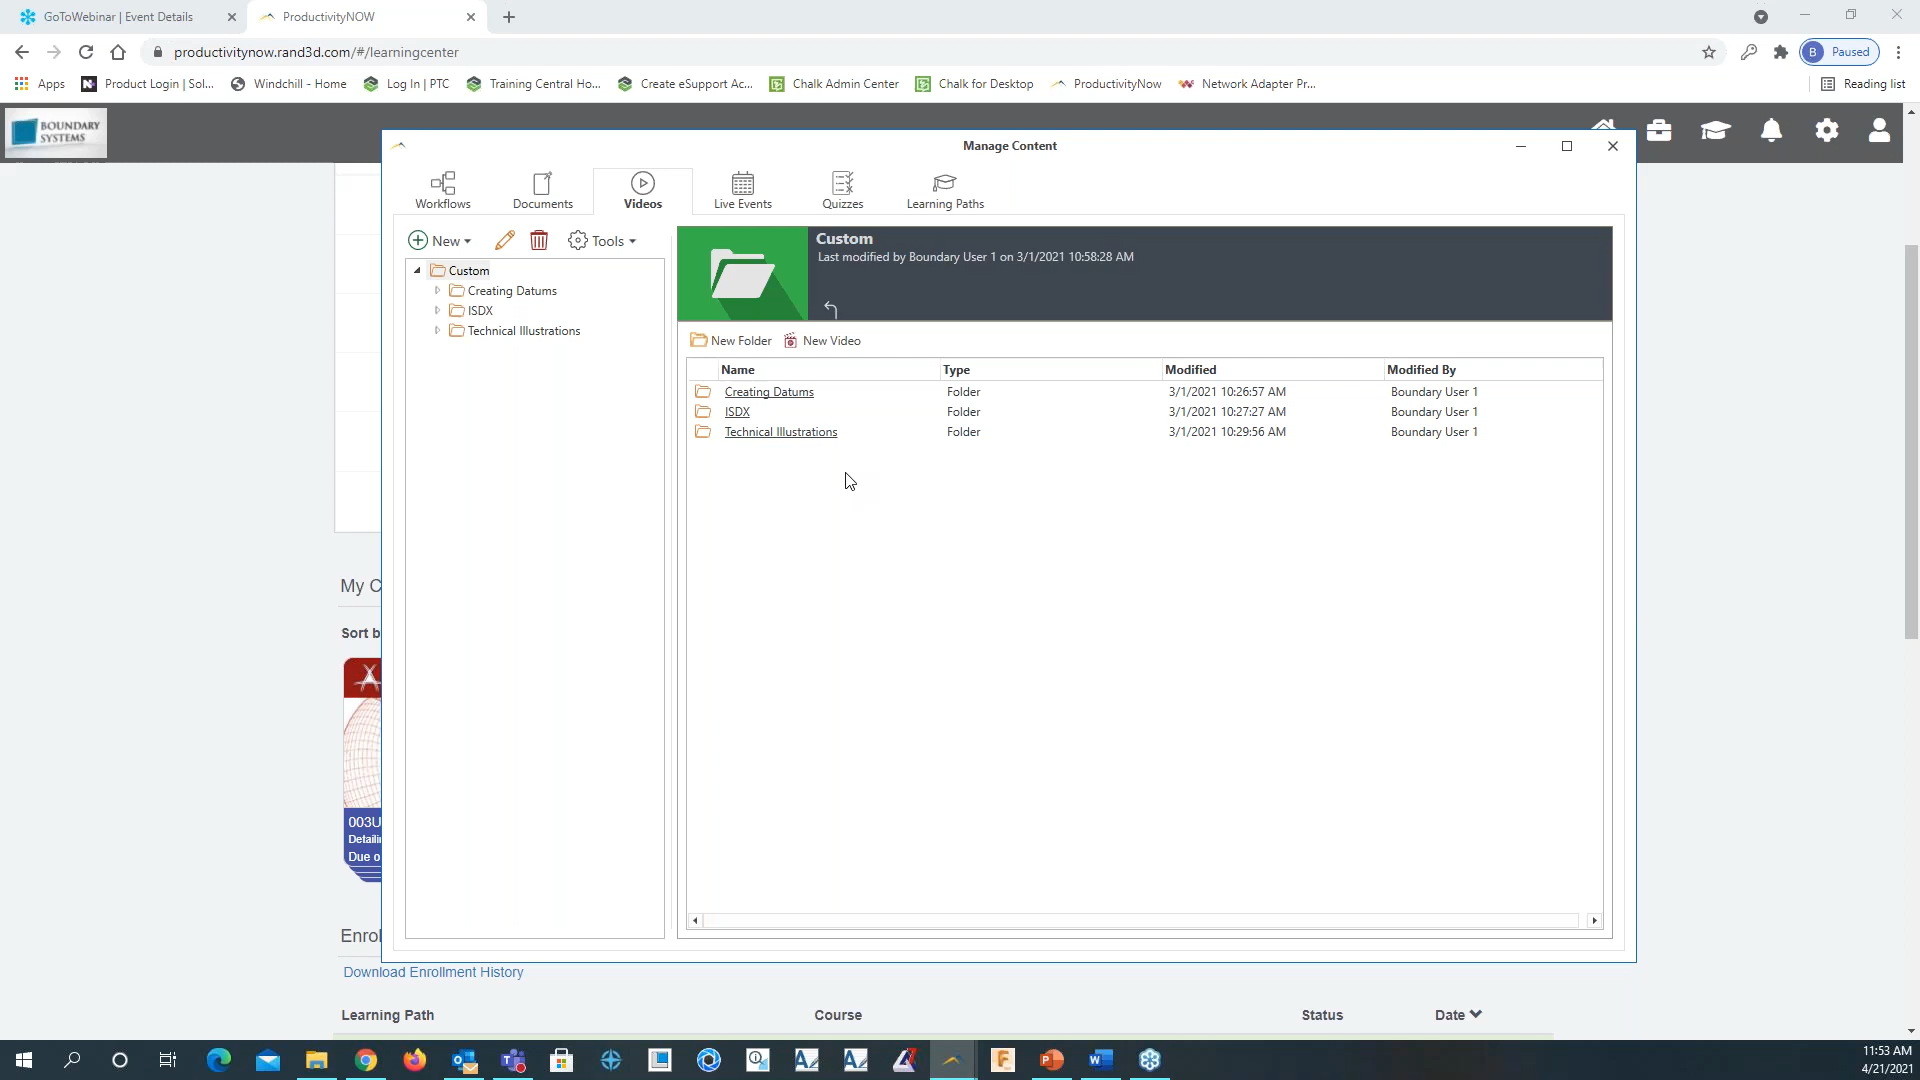 GoToWebinar | Event Details
ProductivityNOW
productivitynow.rand3d.com/#/learningcenter
B Paused
Apps
Product Login | Sol...
Windchill - Home
Log In | PTC
Training Central Ho...
Create eSupport Ac...
Chalk Admin Center
Chalk for Desktop
ProductivityNow
Network Adapter Pr...
Reading list
BOUNDARY
SYSTEMS
Manage Content
Workflows
Documents
Videos
Live Events
Quizzes
Learning Paths
New
Tools
Custom
Creating Datums
ISDX
Technical Illustrations
Custom
Last modified by Boundary User 1 on 3/1/2021 10:58:28 AM
New Folder
New Video
Name Type Modified Modified By
Creating Datums Folder 3/1/2021 10:26:57 AM Boundary User 1
ISDX Folder 3/1/2021 10:27:27 AM Boundary User 1
Technical Illustrations Folder 3/1/2021 10:29:56 AM Boundary User 1
My C
Sort b
003U
Detailin
Due o
Enrol
Download Enrollment History
Learning Path Course Status Date
11:53 AM
4/21/2021